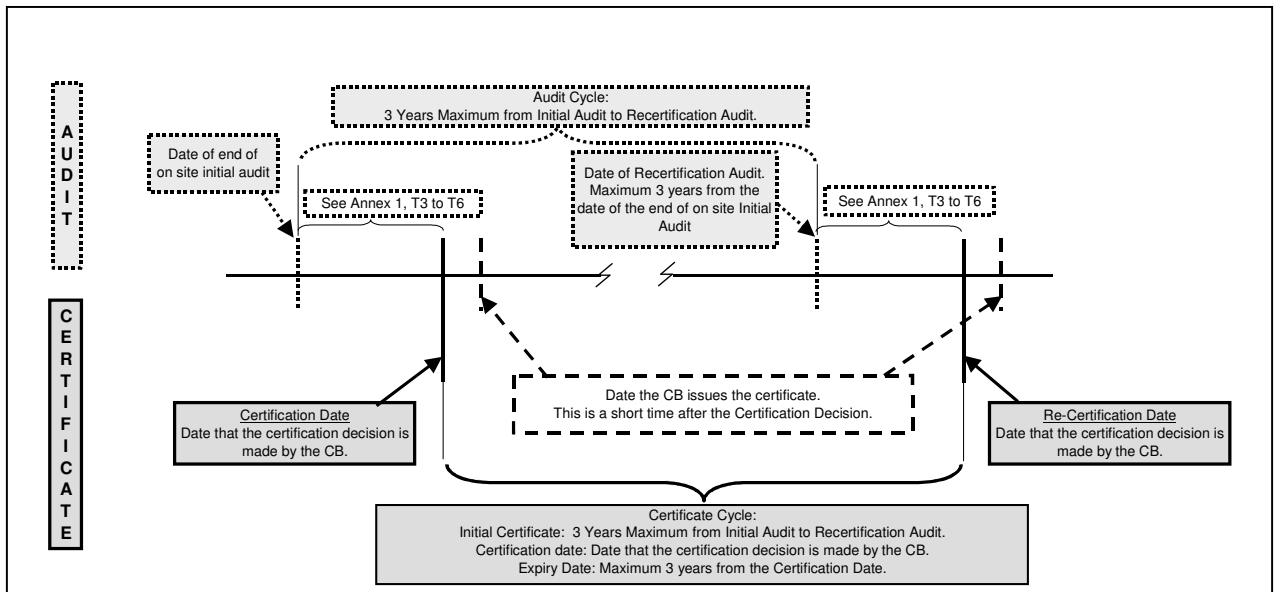 AUDIT
Audit Cycle:
3 Years Maximum from Initial Audit to Recertification Audit.
Date of end of
on site initial audit
See Annex 1, T3 to T6
Date of Recertification Audit.
Maximum 3 years from the
date of the end of on site Initial
Audit
See Annex 1, T3 to T6
CERTIFICATE
Certification Date
Date that the certification decision is
made by the CB.
Date the CB issues the certificate.
This is a short time after the Certification Decision.
Re-Certification Date
Date that the certification decision is
made by the CB.
Certificate Cycle:
Initial Certificate: 3 Years Maximum from Initial Audit to Recertification Audit.
Certification date: Date that the certification decision is made by the CB.
Expiry Date: Maximum 3 years from the Certification Date.